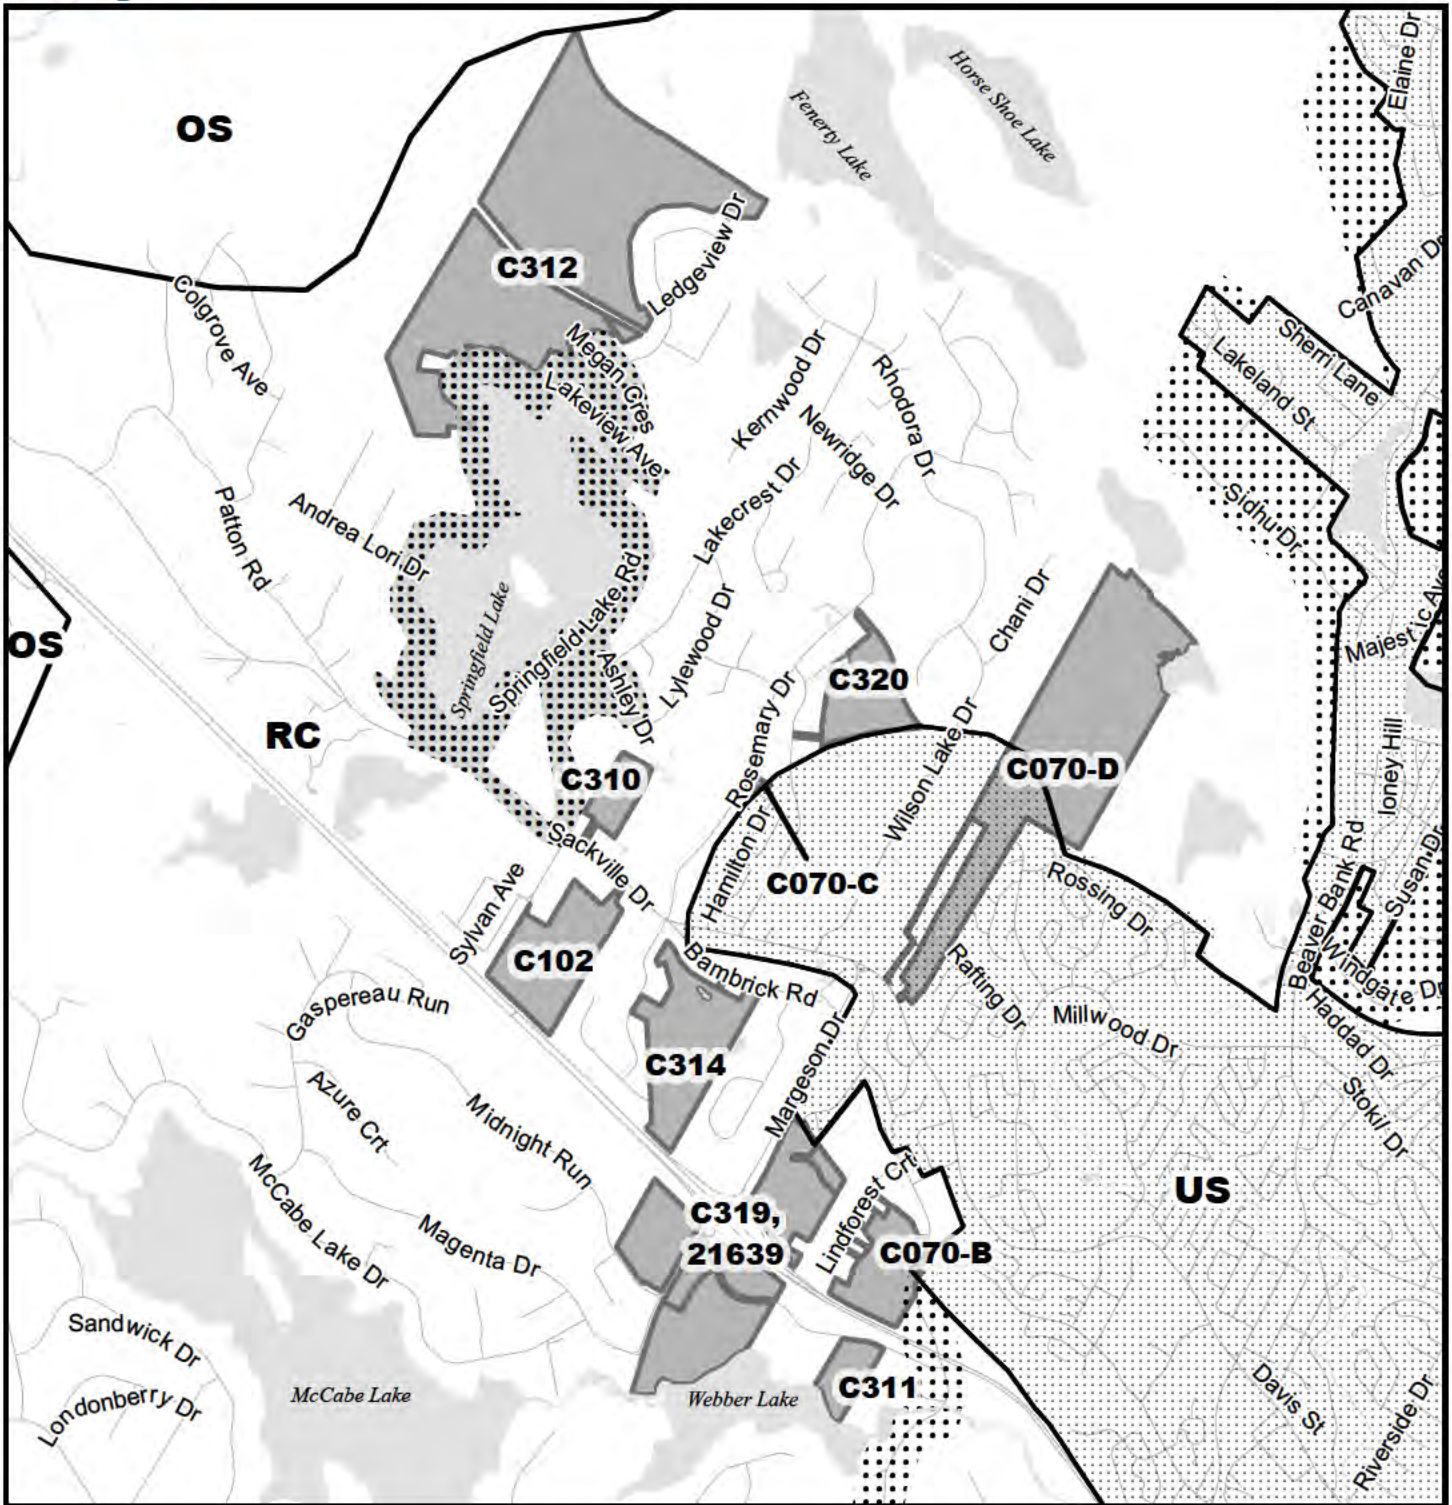 Elaine Dr
Horse Shoe Lake
Fenerty Lake
OS
Canavan Dr
C312
Ledgeview Dr
Colgrove Ave
Sherri Lane
Lakeland St
Megan Cres
Lakeview Ave
Kernwood Dr
Rhodora Dr
Newridge Dr
Lakecrest Dr
Sidhu Dr
Patton Rd
Andrea Lori Dr
Springfield Lake
Springfield Lake Rd
Chani Dr
Majestic Ave
OS
Lylewood Dr
Ashley Dr
C320
Rosemary Dr
RC
Wilson Lake Dr
C310
C070-D
Ioney Hill
Sackville Dr
Hamilton Dr
C070-C
Rossing Dr
Beaver Bank Rd
Susan Dr
Sylvan Ave
C102
Bambrick Rd
Rafting Dr
Windgate Dr
Gaspereau Run
Millwood Dr
Haddad Dr
C314
Margeson Dr
Azure Crt
Midnight Run
Stokil Dr
McCabe Lake Dr
Lindforest Crt
US
C319,
21639
Magenta Dr
C070-B
Sandwick Dr
McCabe Lake
Webber Lake
C311
Londonberry Dr
Davis St
Riverside Dr